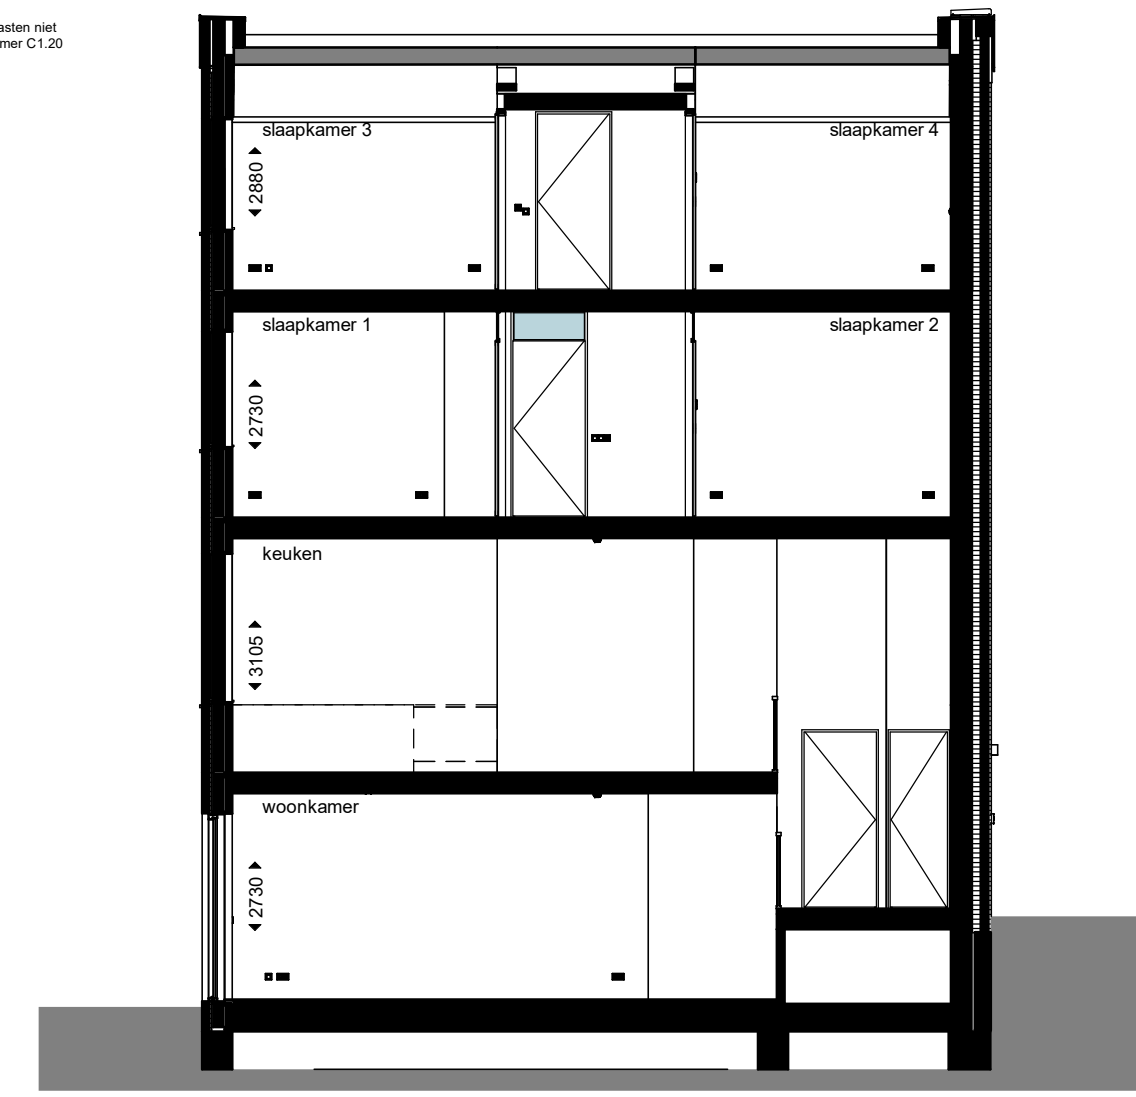 asten niet
mer C1.20
slaapkamer 3
slaapkamer 4
2880
slaapkamer 1
slaapkamer 2
2730
keuken
3105
woonkamer
2730